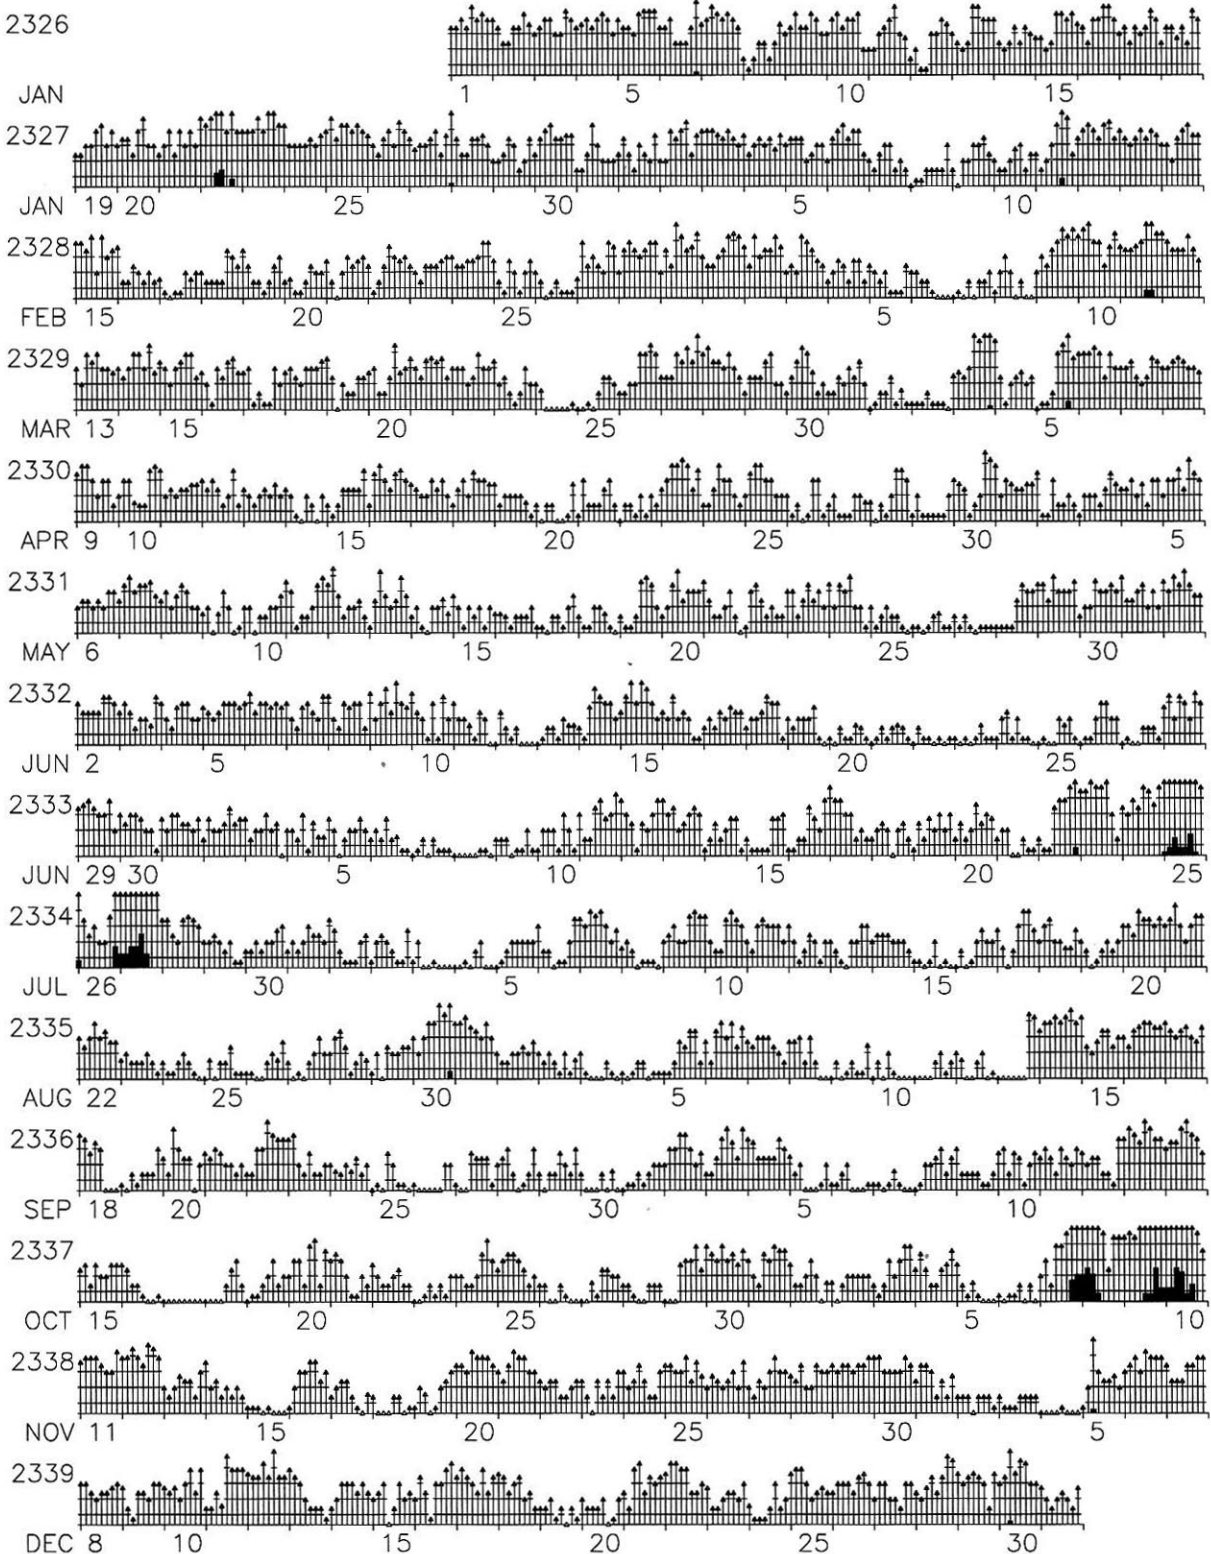 2326
JAN 1 5 10 15
2327
JAN 19 20 25 30 5 10
2328
FEB 15 20 25 5 10
2329
MAR 13 15 20 25 30 5
2330
APR 9 10 15 20 25 30 5
2331
MAY 6 10 15 20 25 30
2332
JUN 2 5 10 15 20 25
2333
JUN 29 30 5 10 15 20 25
2334
JUL 26 30 5 10 15 20
2335
AUG 22 25 30 5 10 15
2336
SEP 18 20 25 30 5 10
2337
OCT 15 20 25 30 5 10
2338
NOV 11 15 20 25 30 5
2339
DEC 8 10 15 20 25 30